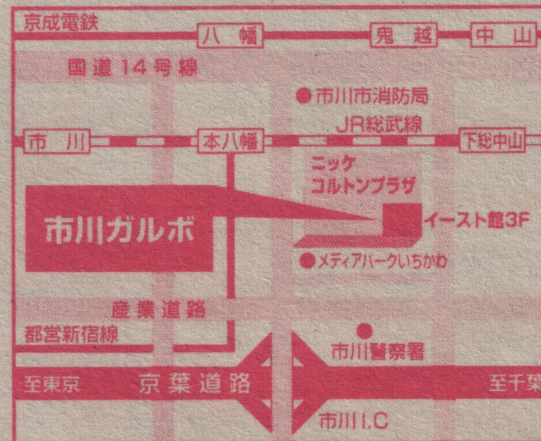 京成電鉄
八幡
鬼越
中山
国道14号線
市川市消防局
JR総武線
市川
本八幡
下総中山
ニッケ
コルトンプラザ
市川ガルボ
イースト館3F
メディアパークいちかわ
産業道路
都営新宿線
市川警察署
至東京
京葉道路
至千葉
市川I.C